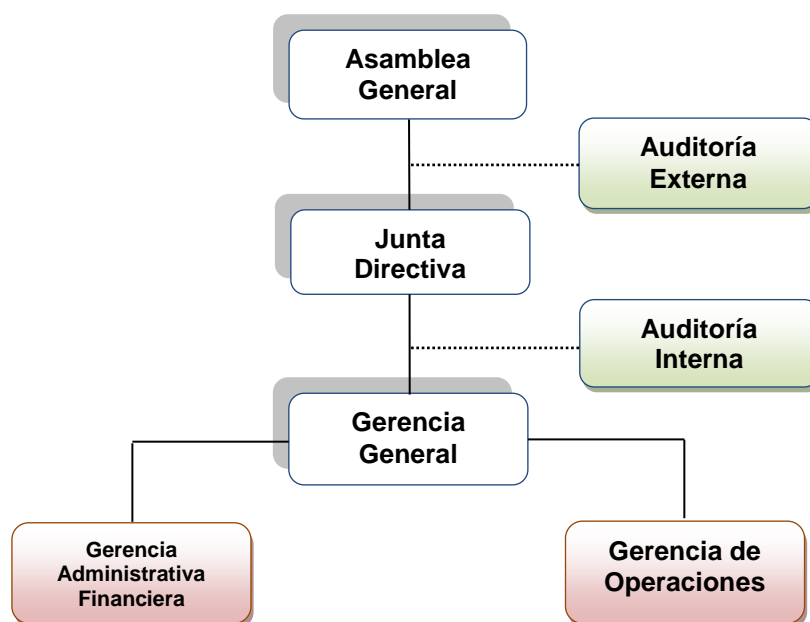 Asamblea
General
Auditoría
Externa
Junta
Directiva
Auditoría
Interna
Gerencia
General
Gerencia
Administrativa
Financiera
Gerencia de
Operaciones